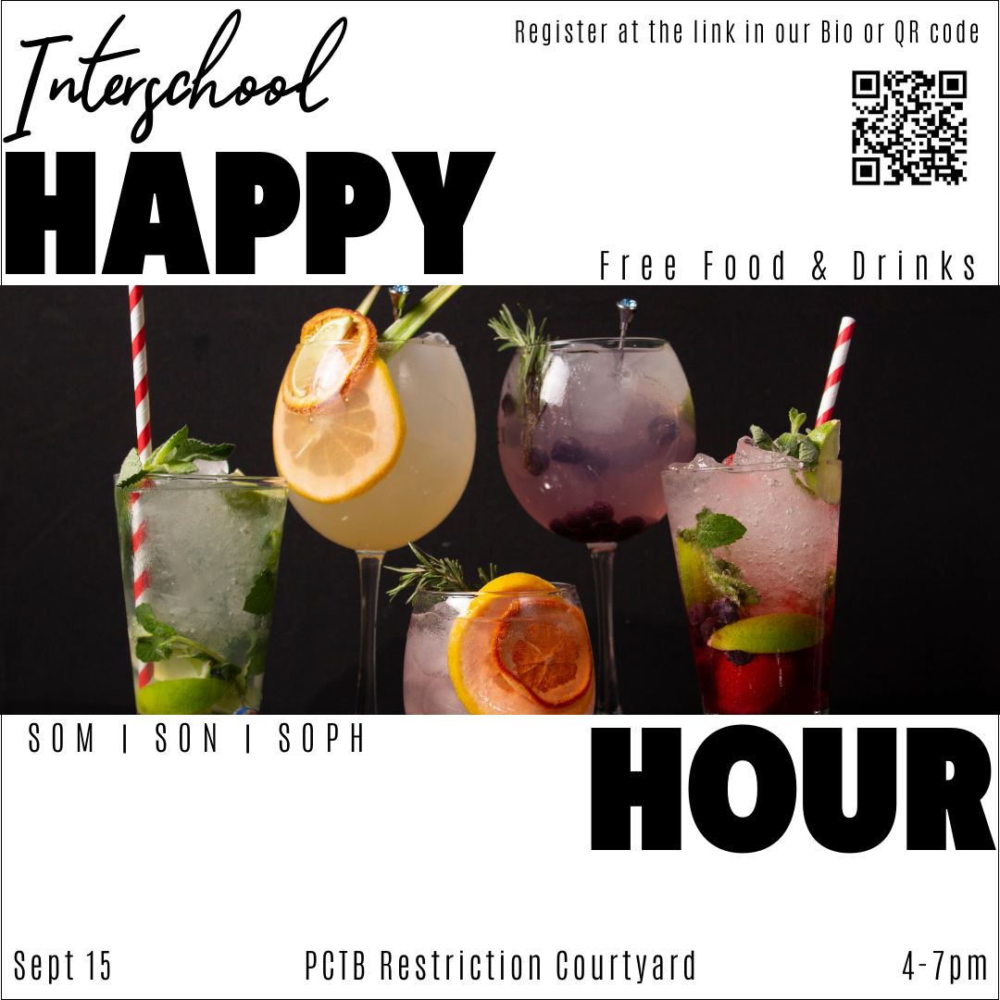 Interschool
HAPPY
Register at the link in our Bio or QR code
Free Food & Drinks
SOM | SON | SOPH
HOUR
Sept 15
PCTB Restriction Courtyard
4-7pm